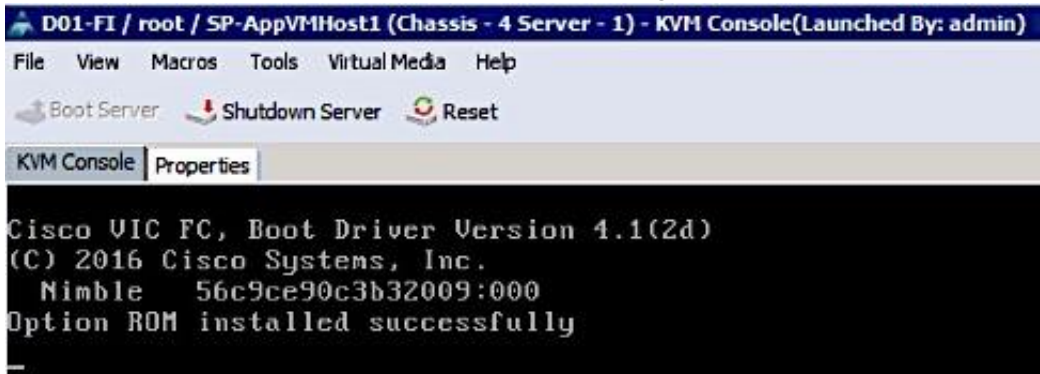 D01-FI / root / SP-AppVMHost1 (Chassis - 4 Server - 1) - KVM Console(Launched By: admin)
File View Macros Tools Virtual Media Help
Boot Server Shutdown Server Reset
KVM Console Properties
Cisco VIC FC, Boot Driver Version 4.1(2d)
(C) 2016 Cisco Systems, Inc.
Nimble 56c9ce90c3b32009:000
Option ROM installed successfully